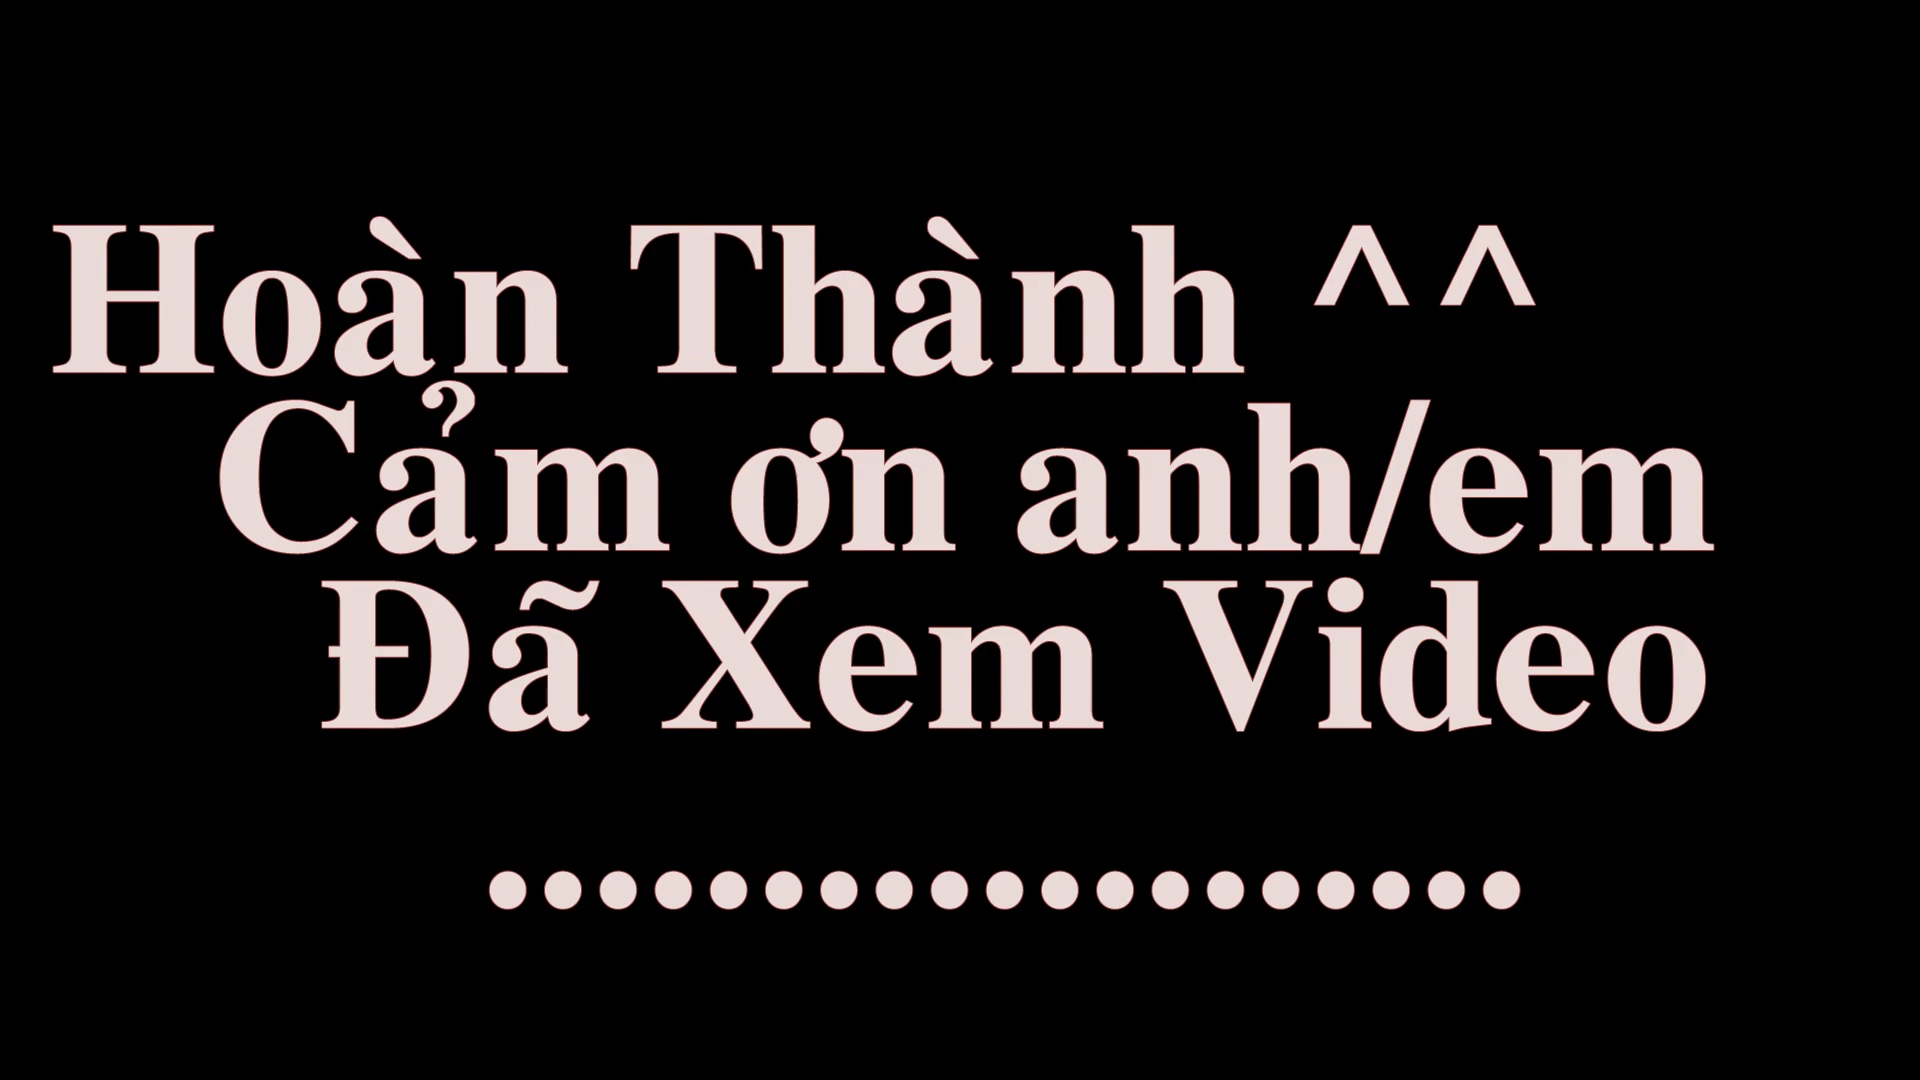 Hoàn Thành ^^
Cảm ơn anh/em
Đã Xem Video
...................